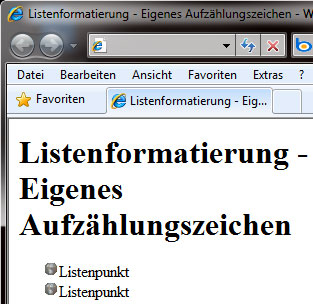 Listenformatierung - Eigenes Aufzählungszeichen - W
Datei Bearbeiten Ansicht Favoriten Extras ?
Favoriten Listenformatierung - Eig...
Listenformatierung -
Eigenes
Aufzählungszeichen
Listenpunkt
Listenpunkt